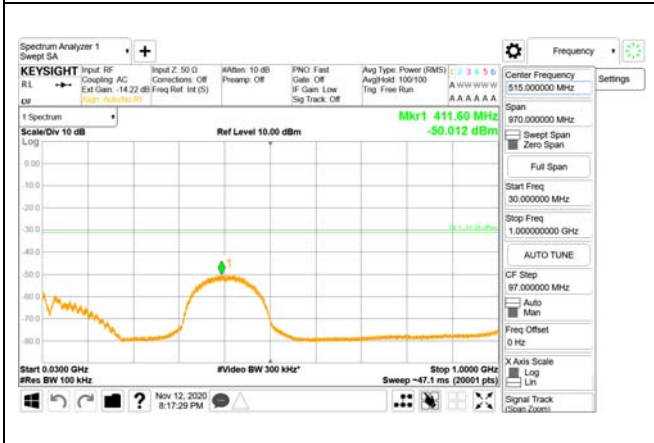 Spectrum Analyzer 1
Swept SA
Frequency
KEYSIGHT
Input: RF
Coupling: AC
Ext Gain: -14.22 dB
Align: Auto/No RF
Input Z: 50 Ω
Corrections: Off
Freq Ref: Int (S)
#Atten: 10 dB
Preamp: Off
PNO: Fast
Gate: Off
IF Gain: Low
Sig Track: Off
Avg Type: Power (RMS)
Avg|Hold: 100/100
Trig: Free Run
1 2 3 4 5 6
A W W W W W
A A A A A A
RL
Center Frequency
515.000000 MHz
Settings
Span
970.000000 MHz
Swept Span
Zero Span
Full Span
Start Freq
30.000000 MHz
Stop Freq
1.000000000 GHz
AUTO TUNE
CF Step
97.000000 MHz
Auto
Man
Freq Offset
0 Hz
X Axis Scale
Log
Lin
Signal Track
(Span Zoom)
1 Spectrum
Scale/Div 10 dB
Ref Level 10.00 dBm
Mkr1 411.60 MHz
-50.012 dBm
Log
0.00
-10.0
-20.0
-30.0
-40.0
-50.0
-60.0
-70.0
-80.0
1
Start 0.0300 GHz
#Video BW 300 kHz*
Stop 1.0000 GHz
#Res BW 100 kHz
Sweep ~47.1 ms (20001 pts)
?
Nov 12, 2020
8:17:29 PM